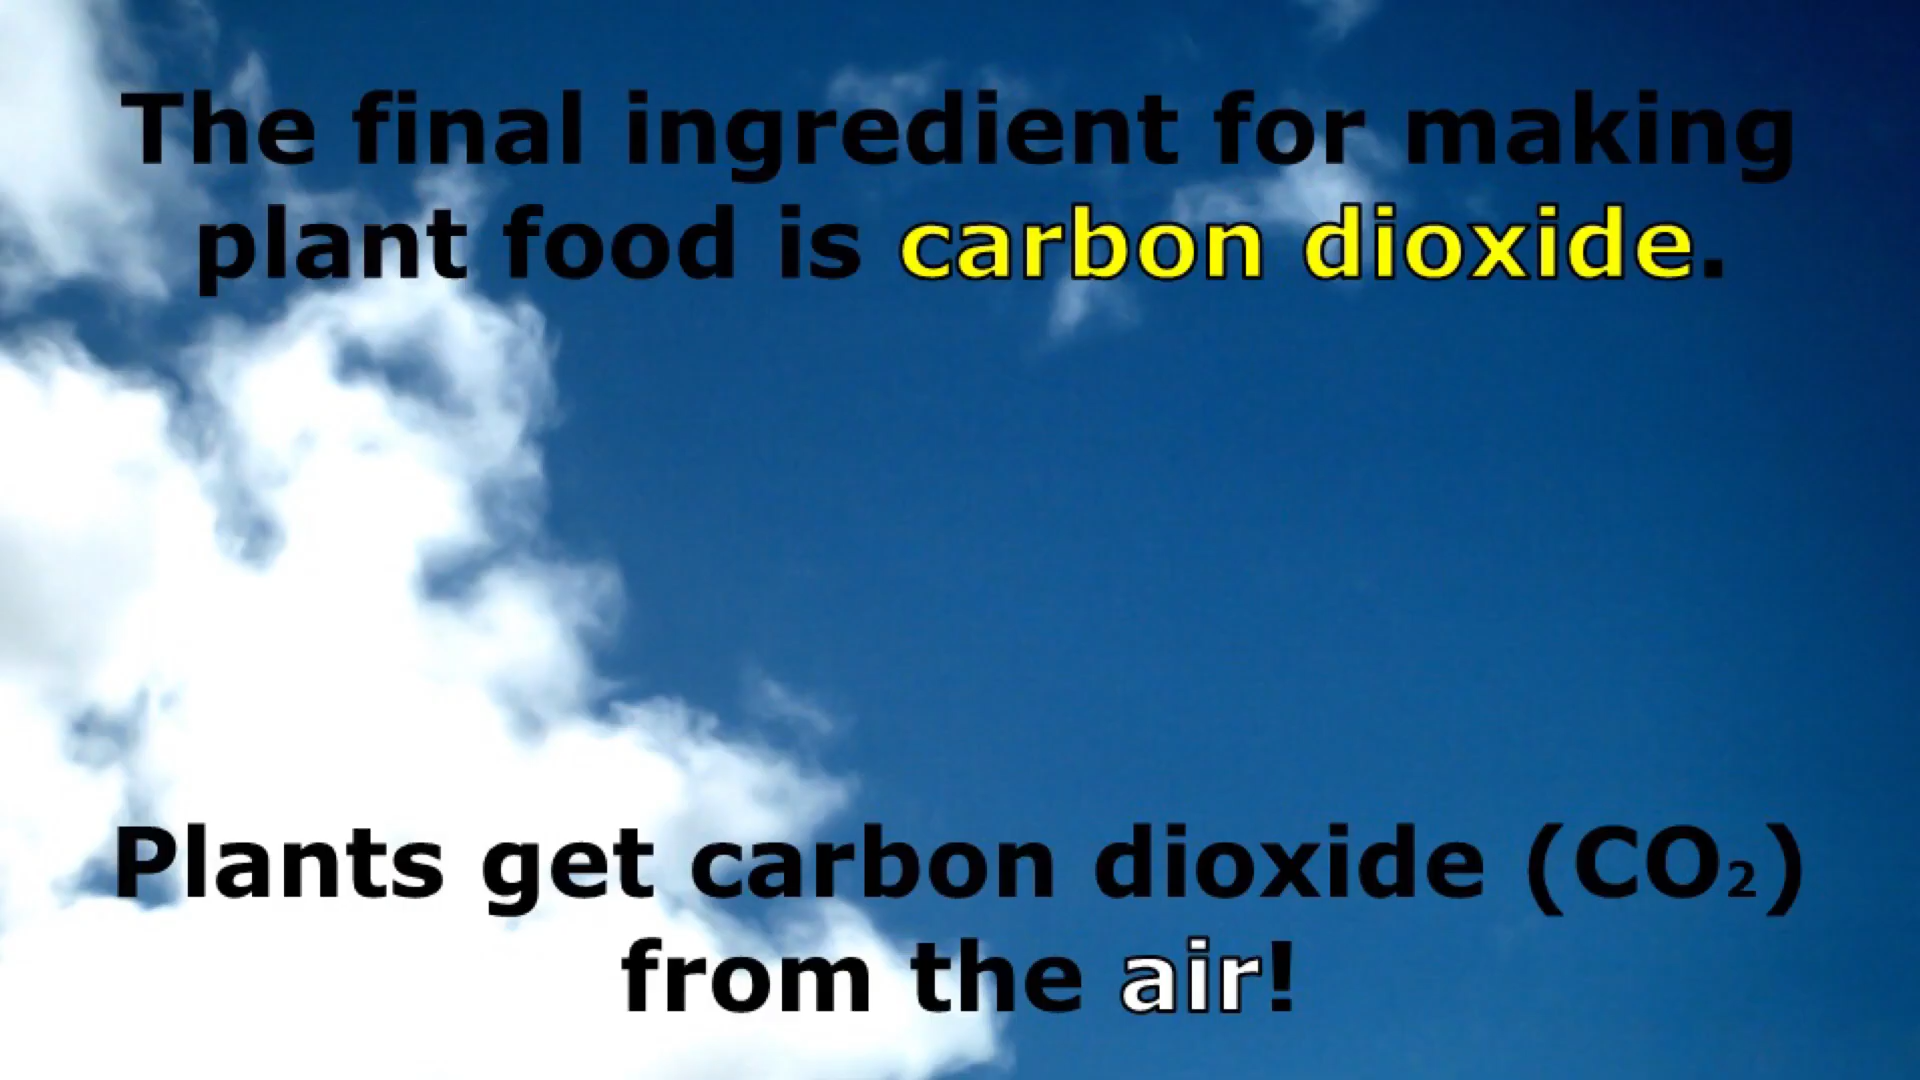 The final ingredient for making
plant food is carbon dioxide.
Plants get carbon dioxide (CO₂)
from the air!